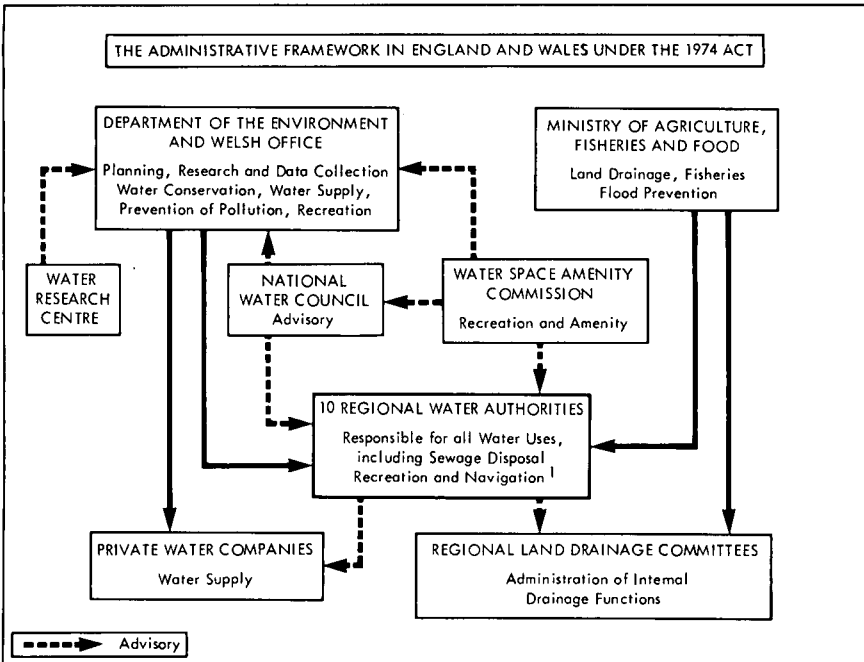 THE ADMINISTRATIVE FRAMEWORK IN ENGLAND AND WALES UNDER THE 1974 ACT
DEPARTMENT OF THE ENVIRONMENT
AND WELSH OFFICE
Planning, Research and Data Collection
Water Conservation, Water Supply,
Prevention of Pollution, Recreation
MINISTRY OF AGRICULTURE,
FISHERIES AND FOOD
Land Drainage, Fisheries
Flood Prevention
WATER
RESEARCH
CENTRE
NATIONAL
WATER COUNCIL
Advisory
WATER SPACE AMENITY
COMMISSION
Recreation and Amenity
10 REGIONAL WATER AUTHORITIES
Responsible for all Water Uses,
including Sewage Disposal
Recreation and Navigation 1
PRIVATE WATER COMPANIES
Water Supply
REGIONAL LAND DRAINAGE COMMITTEES
Administration of Internal
Drainage Functions
Advisory